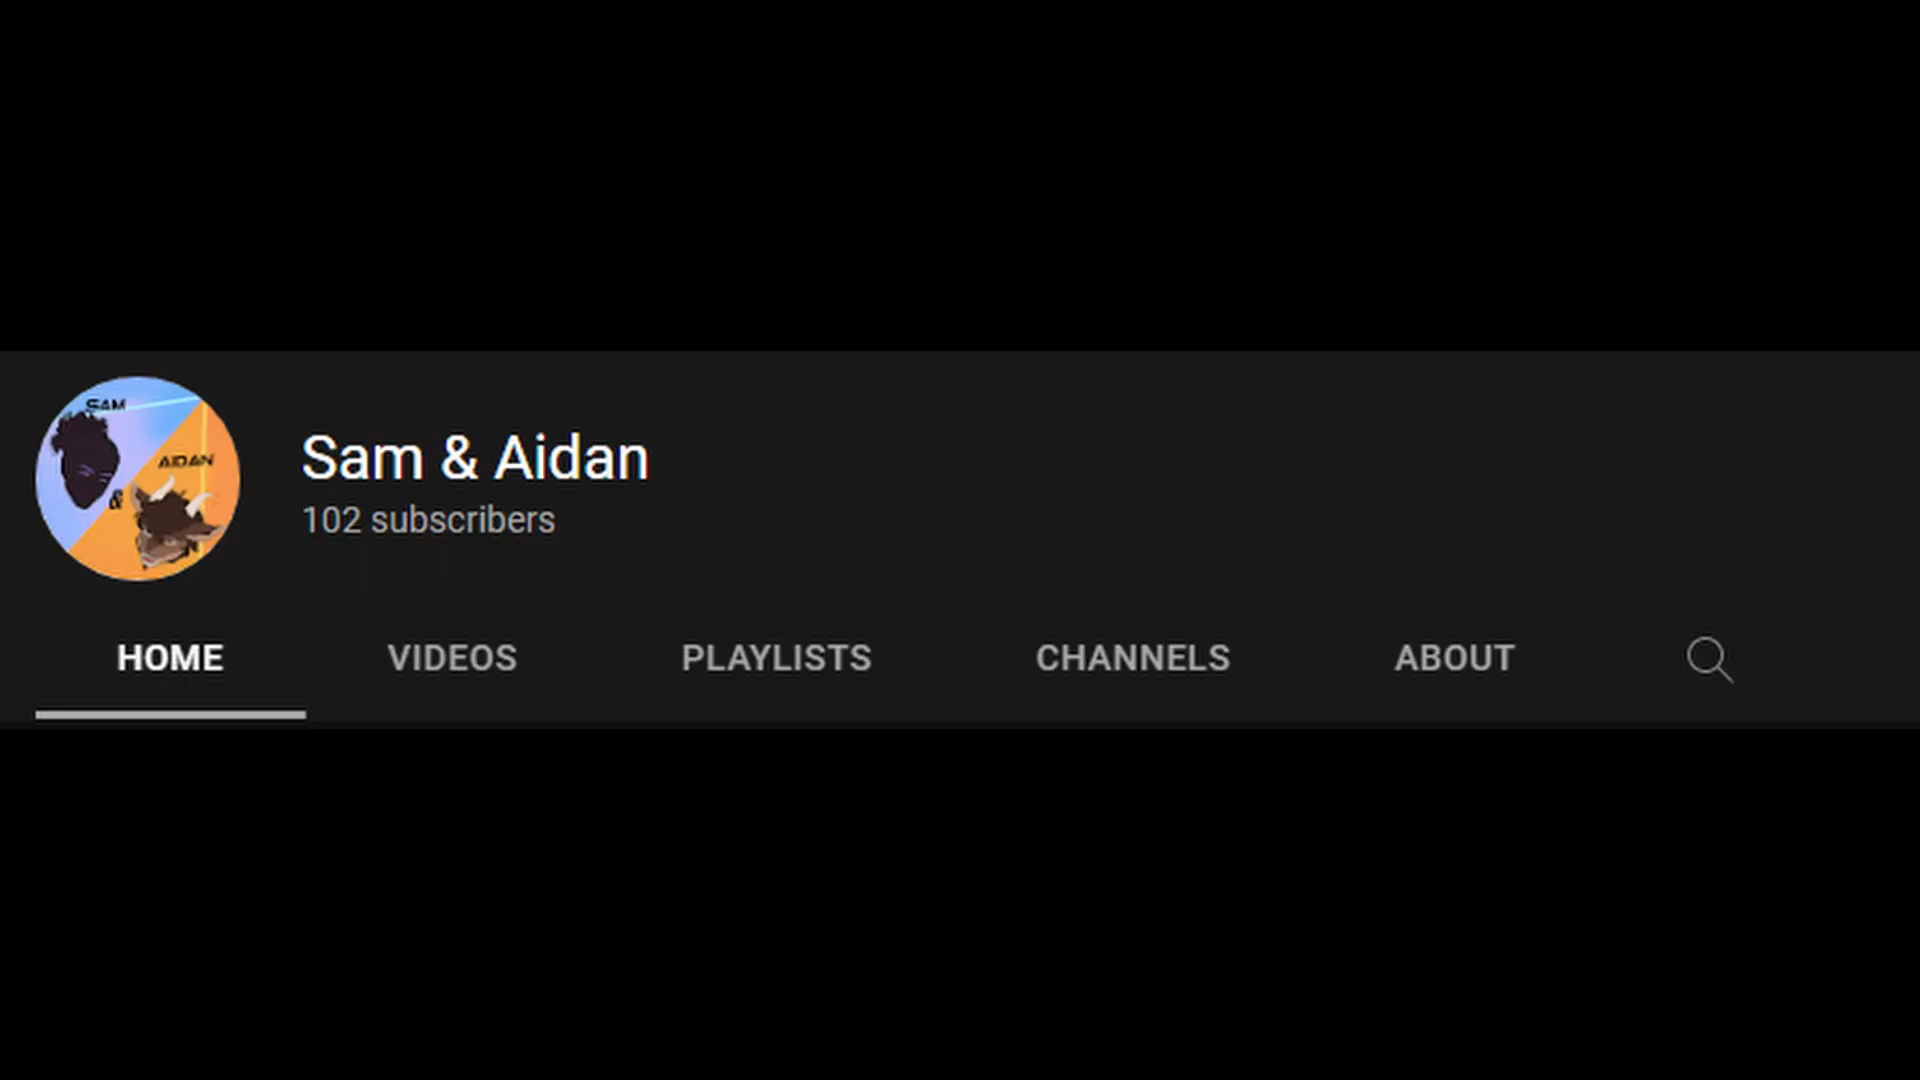 SAM
AIDAN
&
Sam & Aidan
102 subscribers
HOME VIDEOS PLAYLISTS CHANNELS ABOUT